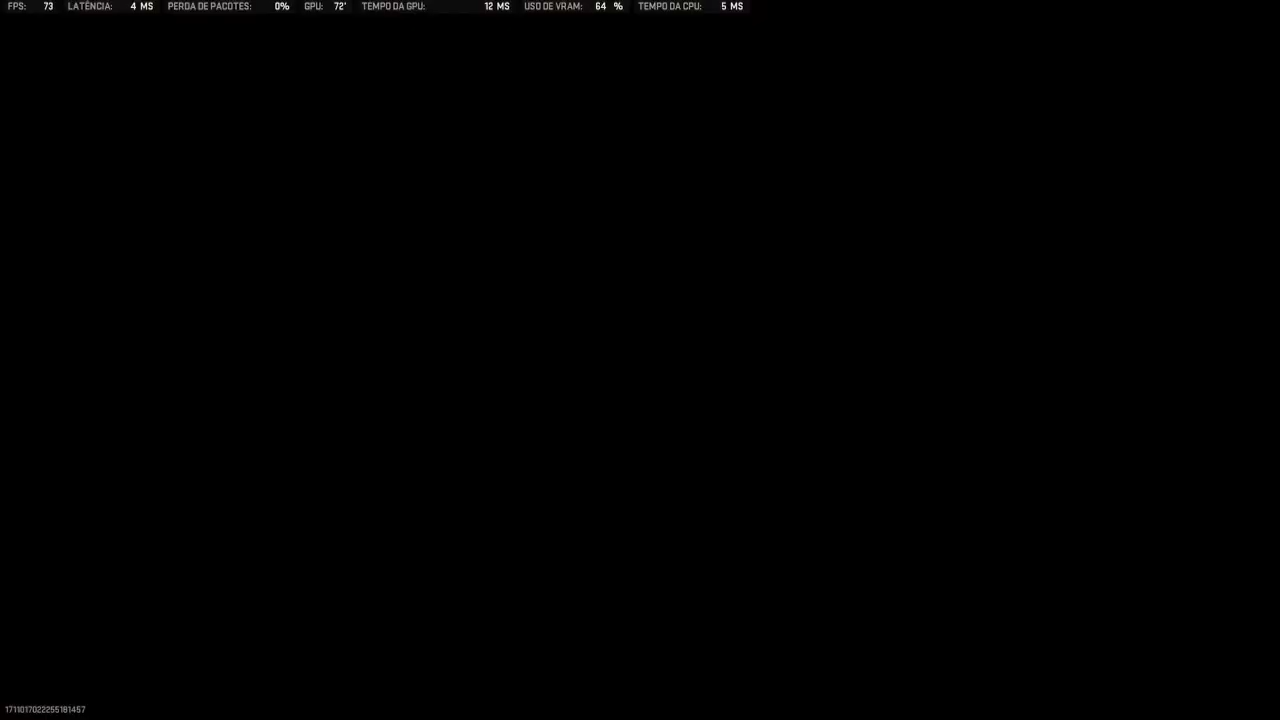 FPS: 73 LATÊNCIA: 4 MS PERDA DE PACOTES: 0% GPU: 72° TEMPO DA GPU: 12 MS USO DE VRAM: 64 % TEMPO DA CPU: 5 MS
1711017022255181457